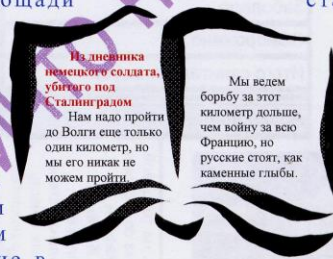 Из дневника
немецкого солдата,
убитого под
Сталинградом
Нам надо пройти
до Волги еще только
один километр, но
мы его никак не
можем пройти.
Мы ведем
борьбу за этот
километр дольше,
чем войну за всю
Францию, но
русские стоят, как
каменные глыбы.